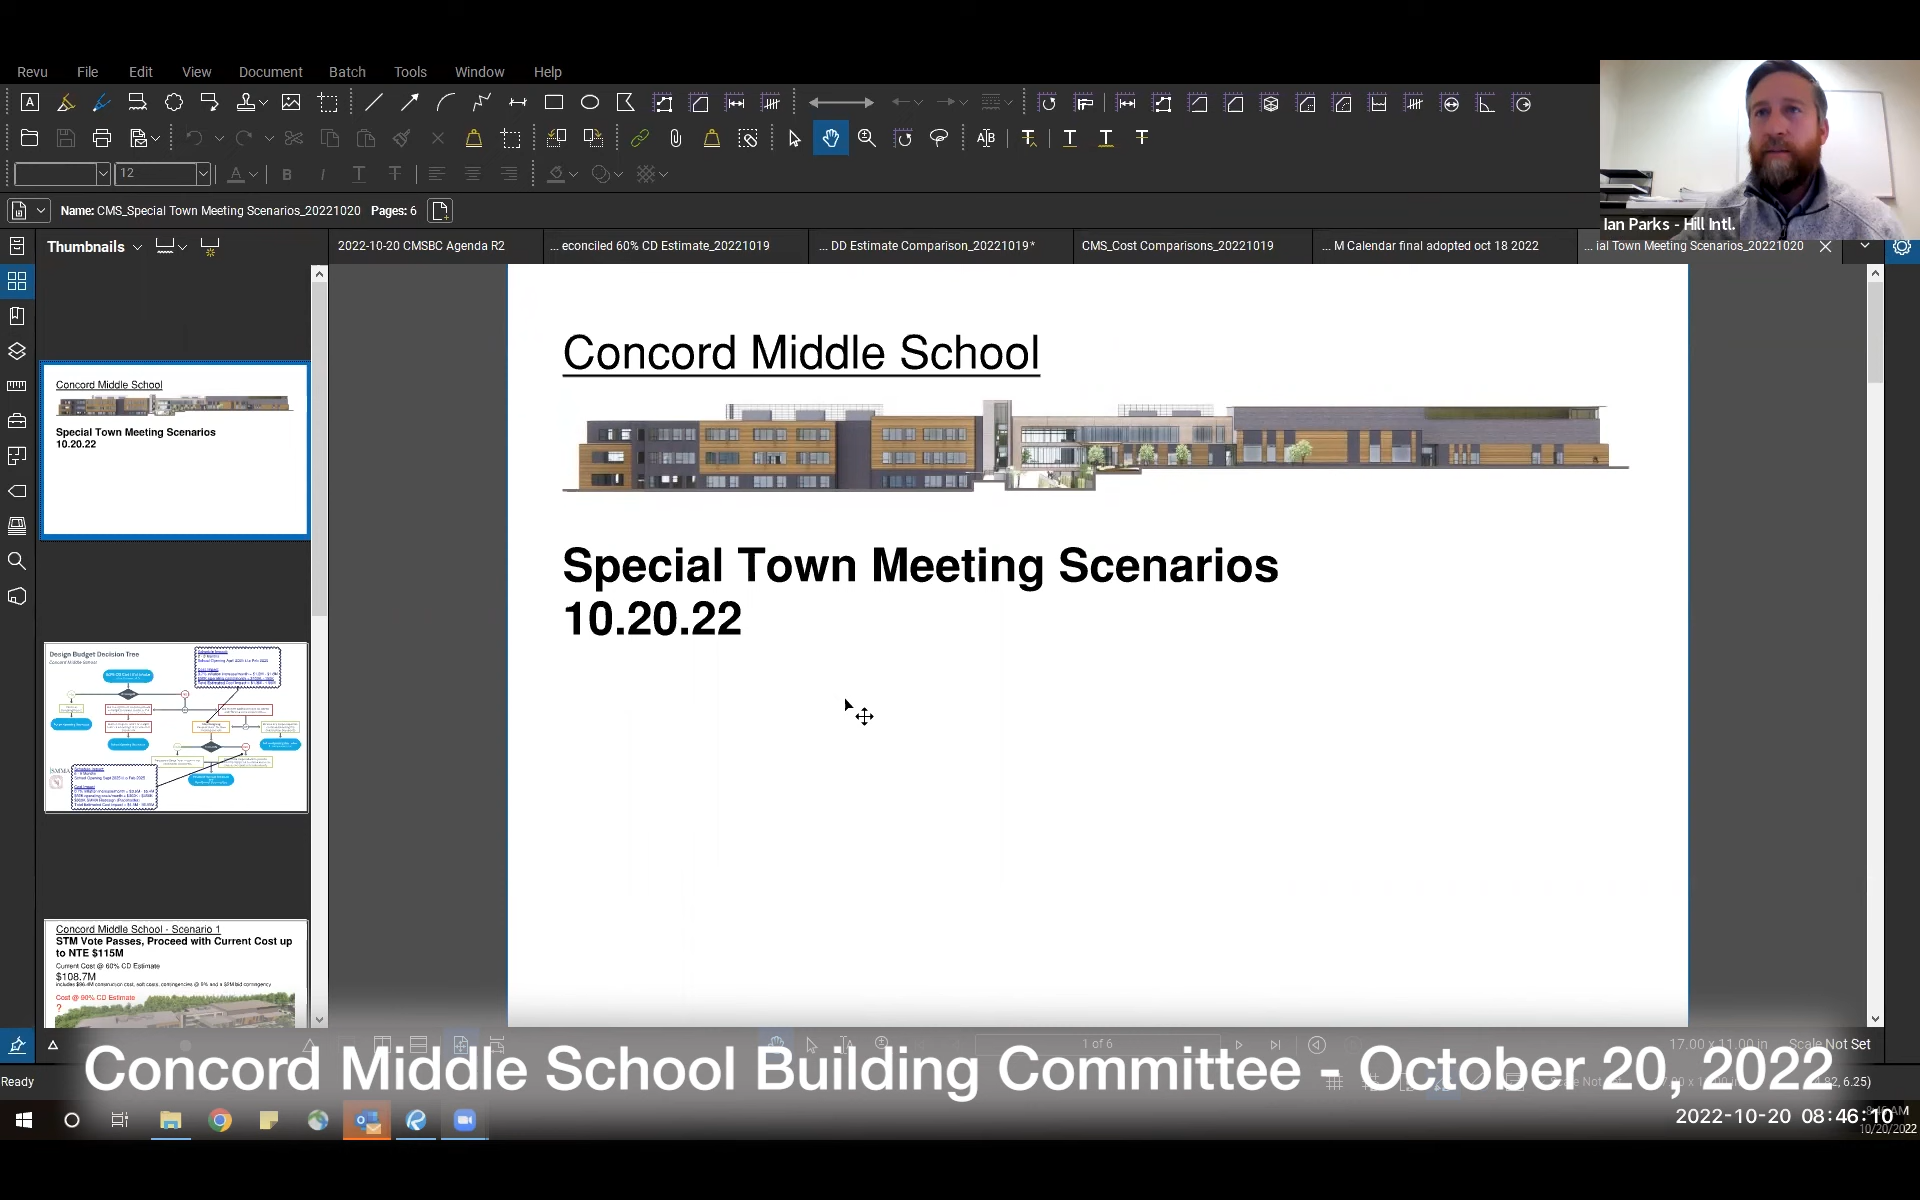 Revu File Edit View Document Batch Tools Window Help
12
Name: CMS_Special Town Meeting Scenarios_20221020 Pages: 6
Ian Parks - Hill Intl.
Thumbnails
2022-10-20 CMSBC Agenda R2
... econciled 60% CD Estimate_20221019
... DD Estimate Comparison_20221019*
CMS_Cost Comparisons_20221019
... M Calendar final adopted oct 18 2022
... ial Town Meeting Scenarios_20221020
Concord Middle School
Special Town Meeting Scenarios
10.20.22
Design Budget Decision Tree
Concord Middle School
Concord Middle School - Scenario 1
STM Vote Passes, Proceed with Current Cost up
to NTE $115M
Current Cost @ 60% CD Estimate
$108.7M
Cost @ 90% CD Estimate
?
Concord Middle School
Special Town Meeting Scenarios
10.20.22
1 of 6
17.00 x 11.00 in
Scale Not Set
Concord Middle School Building Committee - October 20, 2022
Ready
2022-10-20 08:46:10
10/20/2022